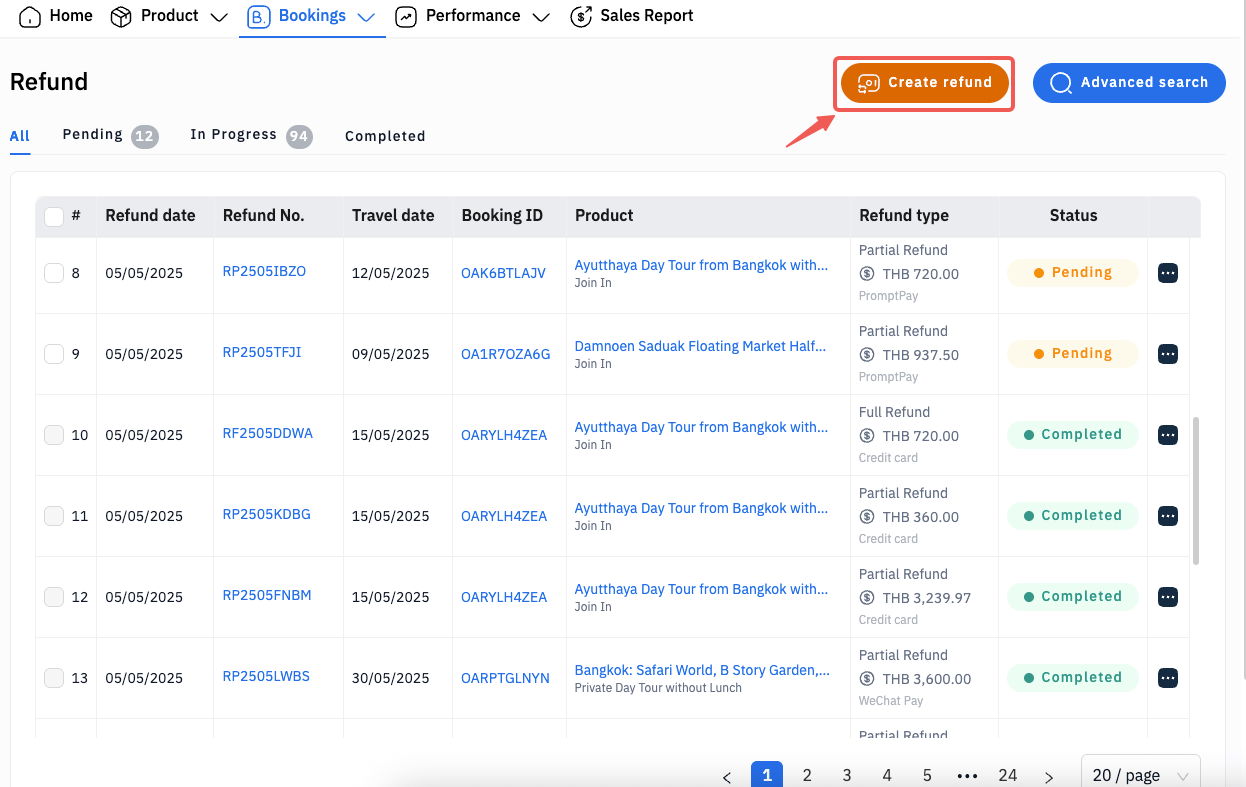 Home Product Bookings Performance Sales Report
Refund
Create refund Advanced search
All Pending 12 In Progress 94 Completed
# Refund date Refund No. Travel date Booking ID Product Refund type Status
8 05/05/2025 RP2505IBZO 12/05/2025 OAK6BTLAJV Ayutthaya Day Tour from Bangkok with... Partial Refund Pending
Join In THB 720.00
PromptPay
9 05/05/2025 RP2505TFJI 09/05/2025 OA1R7OZA6G Damnoen Saduak Floating Market Half... Partial Refund Pending
Join In THB 937.50
PromptPay
10 05/05/2025 RF2505DDWA 15/05/2025 OARYLH4ZEA Ayutthaya Day Tour from Bangkok with... Full Refund Completed
Join In THB 720.00
Credit card
11 05/05/2025 RP2505KDBG 15/05/2025 OARYLH4ZEA Ayutthaya Day Tour from Bangkok with... Partial Refund Completed
Join In THB 360.00
Credit card
12 05/05/2025 RP2505FNBM 15/05/2025 OARYLH4ZEA Ayutthaya Day Tour from Bangkok with... Partial Refund Completed
Join In THB 3,239.97
Credit card
13 05/05/2025 RP2505LWBS 30/05/2025 OARPTGLNYN Bangkok: Safari World, B Story Garden,... Partial Refund Completed
Private Day Tour without Lunch THB 3,600.00
WeChat Pay
Partial Refund
< 1 2 3 4 5 ••• 24 > 20 / page